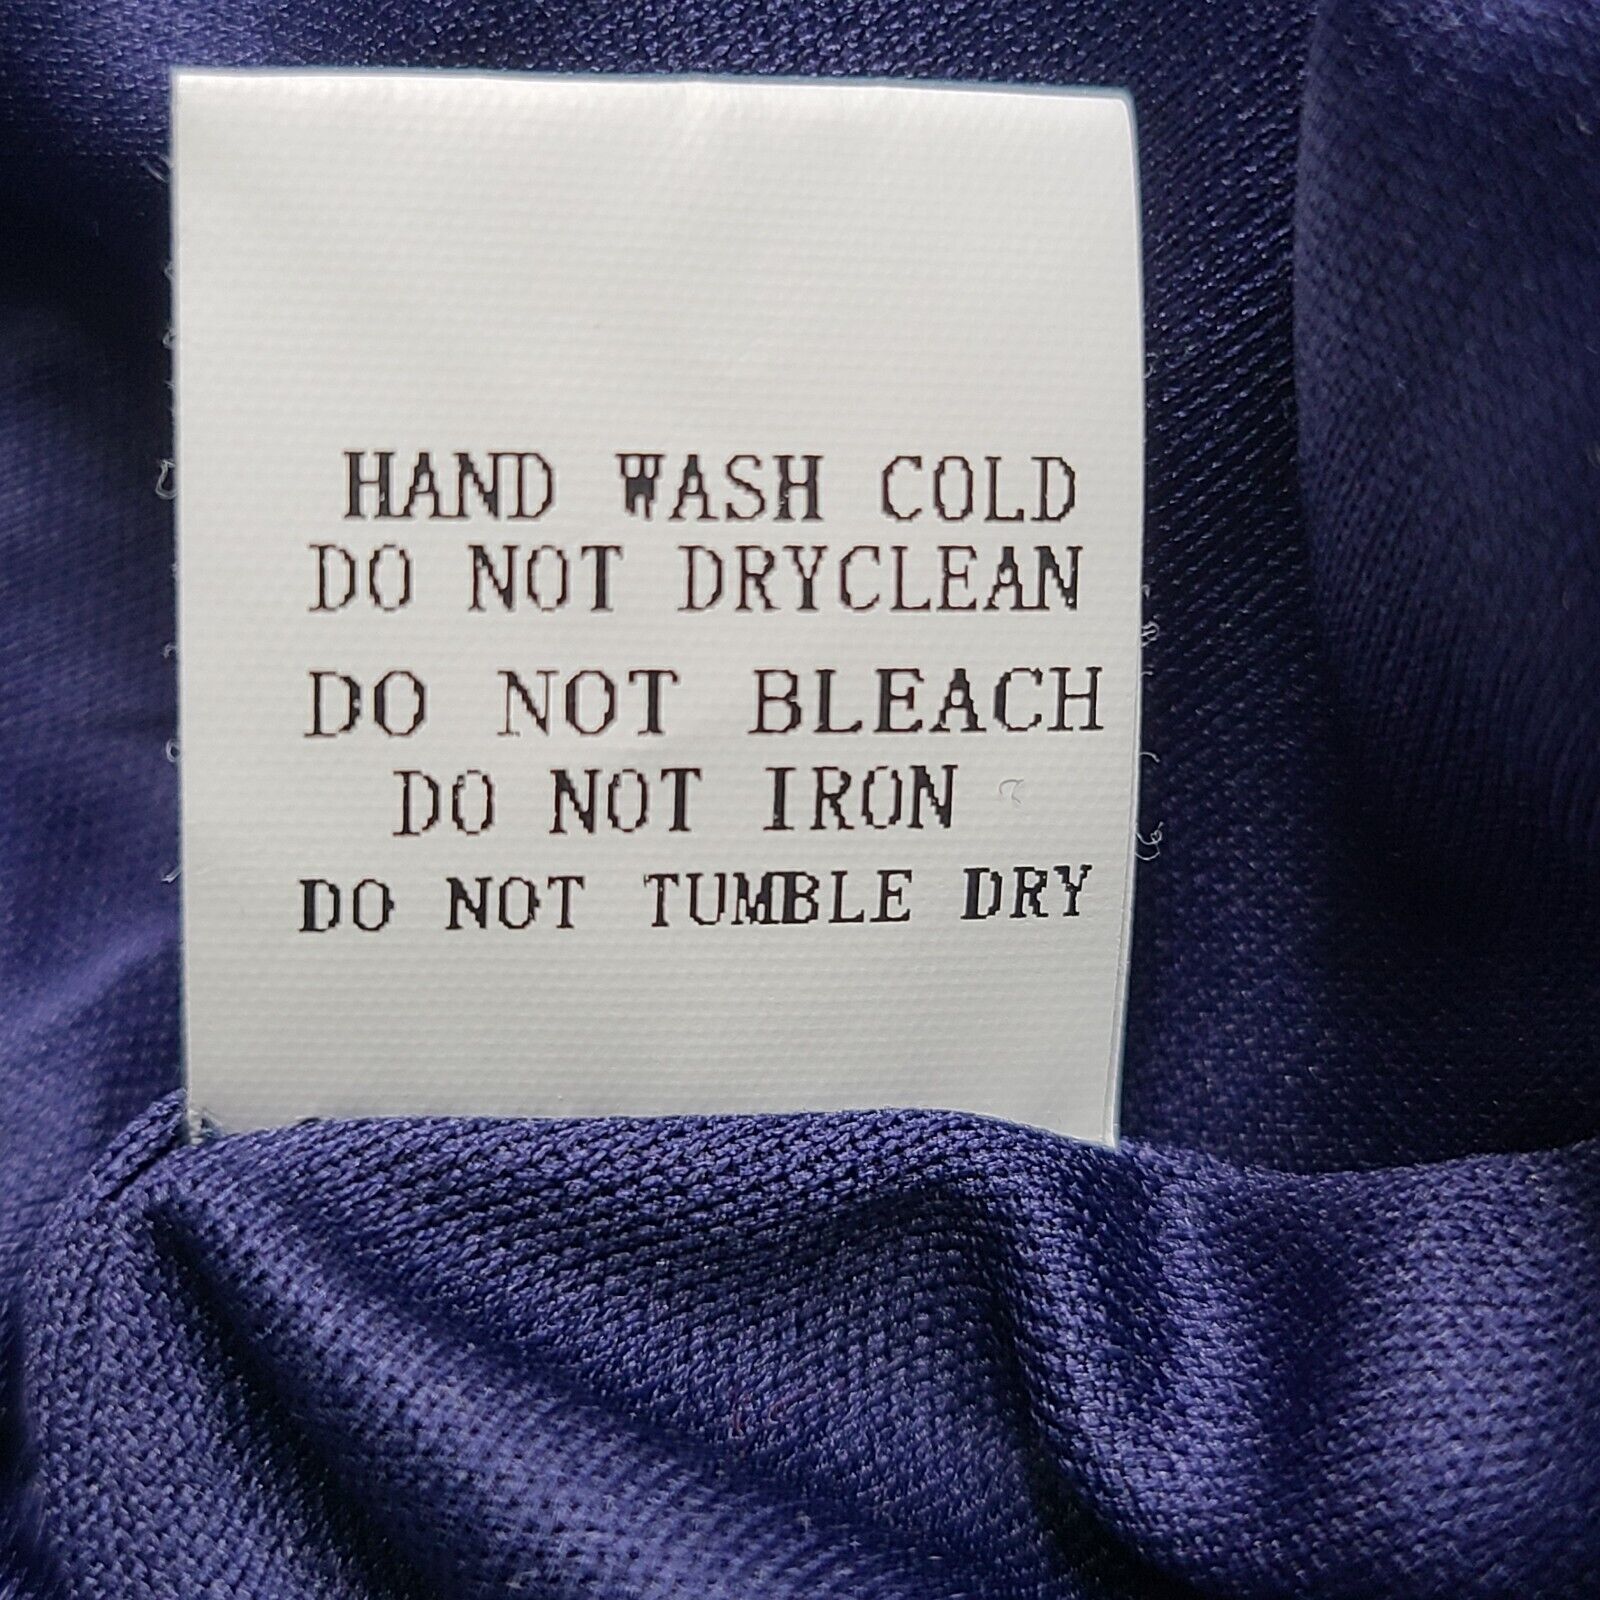 HAND WASH COLD
DO NOT DRYCLEAN
DO NOT BLEACH
DO NOT IRON
DO NOT TUMBLE DRY